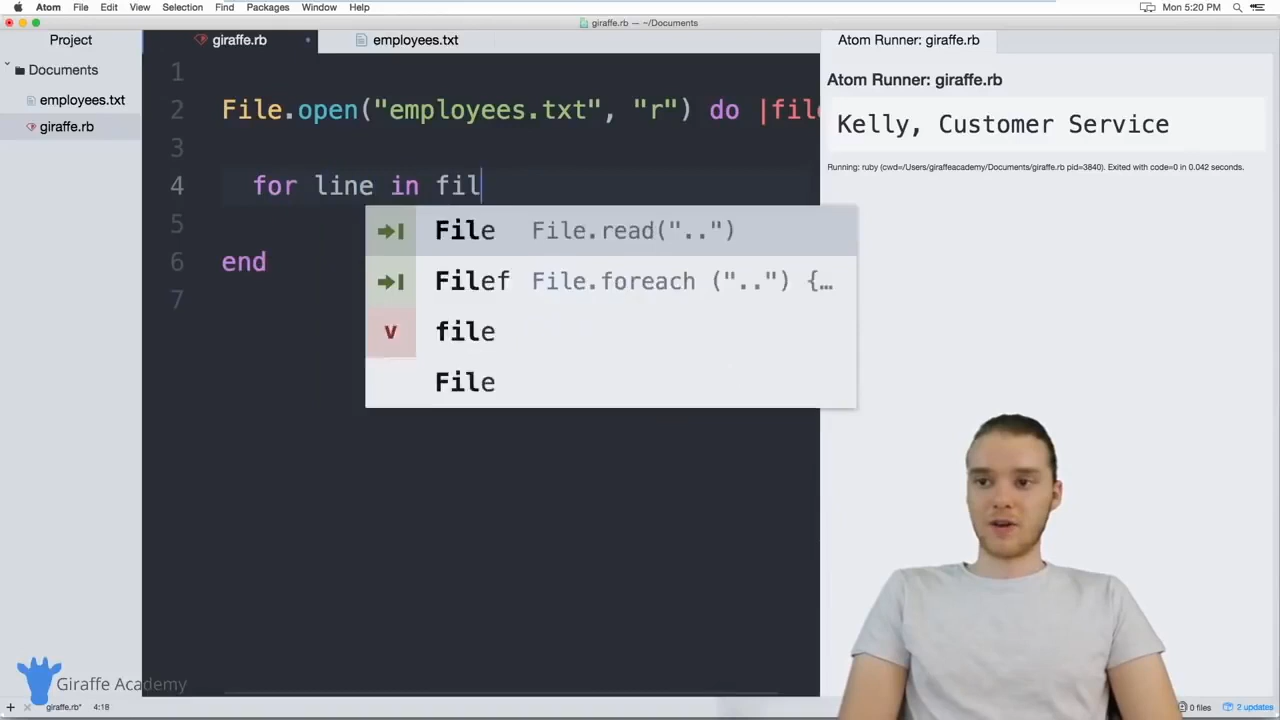 Atom File Edit View Selection Find Packages Window Help Mon 5:20 PM
giraffe.rb — ~/Documents
Project
giraffe.rb
employees.txt
Atom Runner: giraffe.rb
Documents
employees.txt
giraffe.rb
1
2 File.open("employees.txt", "r") do |file
3
4 for line in fil
5
6 end
7
File File.read("..")
Filef File.foreach ("..") {…
v file
File
Atom Runner: giraffe.rb
Kelly, Customer Service
Running: ruby (cwd=/Users/giraffeacademy/Documents/giraffe.rb pid=3840). Exited with code=0 in 0.042 seconds.
Giraffe Academy
giraffe.rb* 4:18 0 files 2 updates